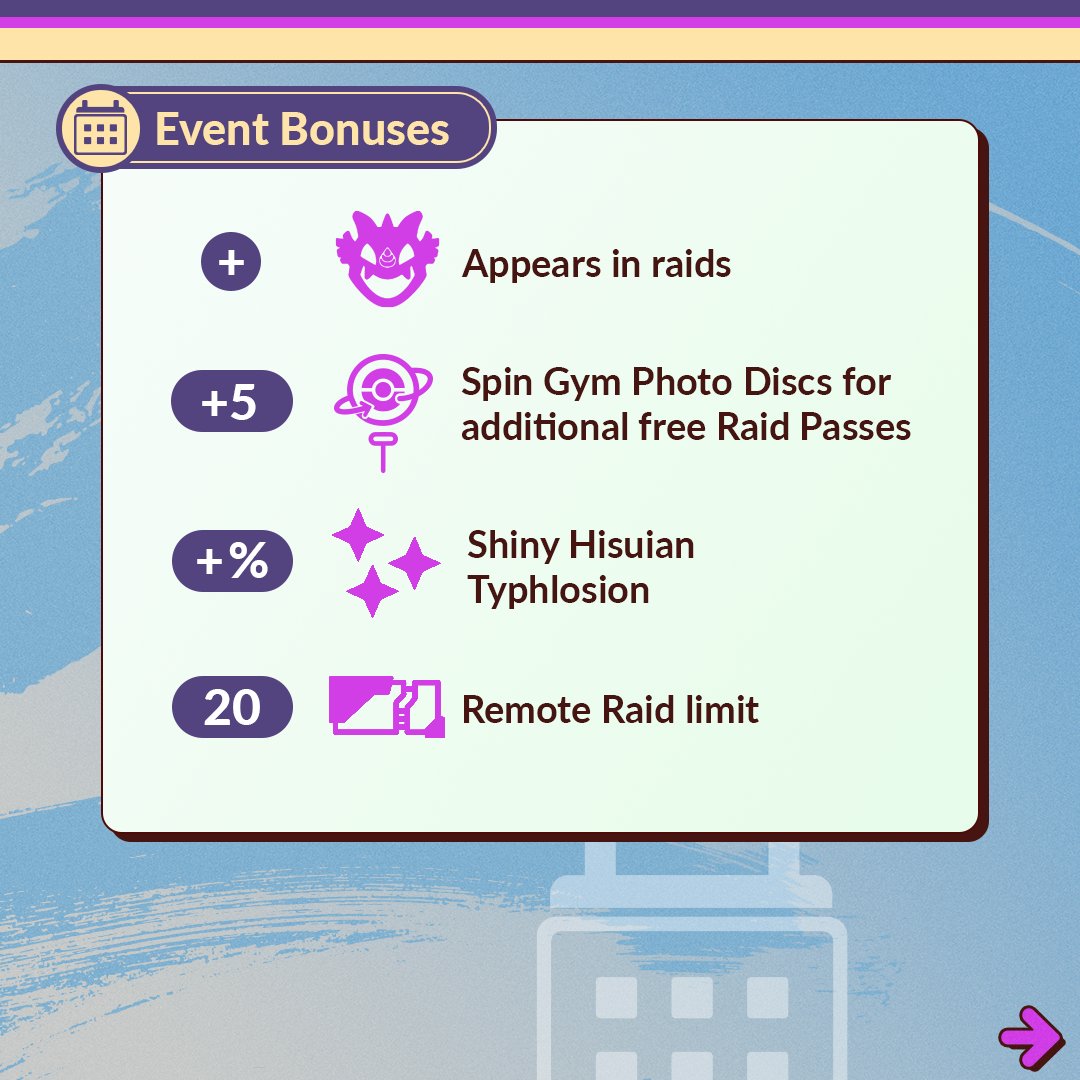 Event Bonuses
+ Appears in raids
+5 Spin Gym Photo Discs for
additional free Raid Passes
+% Shiny Hisuian
Typhlosion
20 Remote Raid limit